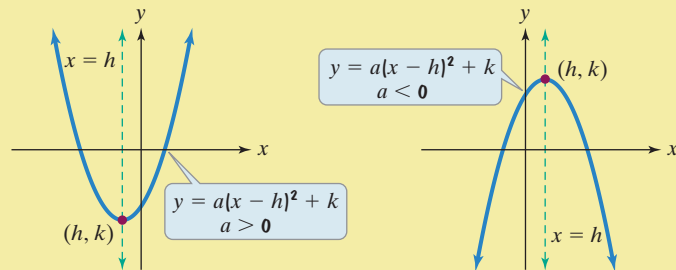 y
x = h
x
y = a(x − h)² + k
a > 0
(h, k)
y
y = a(x − h)² + k
a < 0
(h, k)
x
x = h